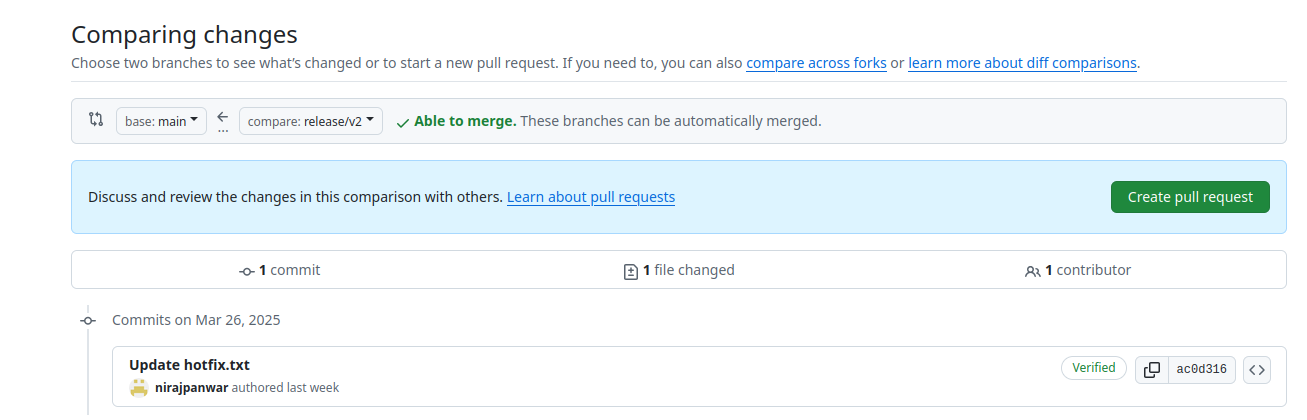 Comparing changes
Choose two branches to see what's changed or to start a new pull request. If you need to, you can also compare across forks or learn more about diff comparisons.
base: main ... compare: release/v2 Able to merge. These branches can be automatically merged.
Discuss and review the changes in this comparison with others. Learn about pull requests Create pull request
1 commit 1 file changed 1 contributor
Commits on Mar 26, 2025
Update hotfix.txt
nirajpanwar authored last week
Verified ac0d316